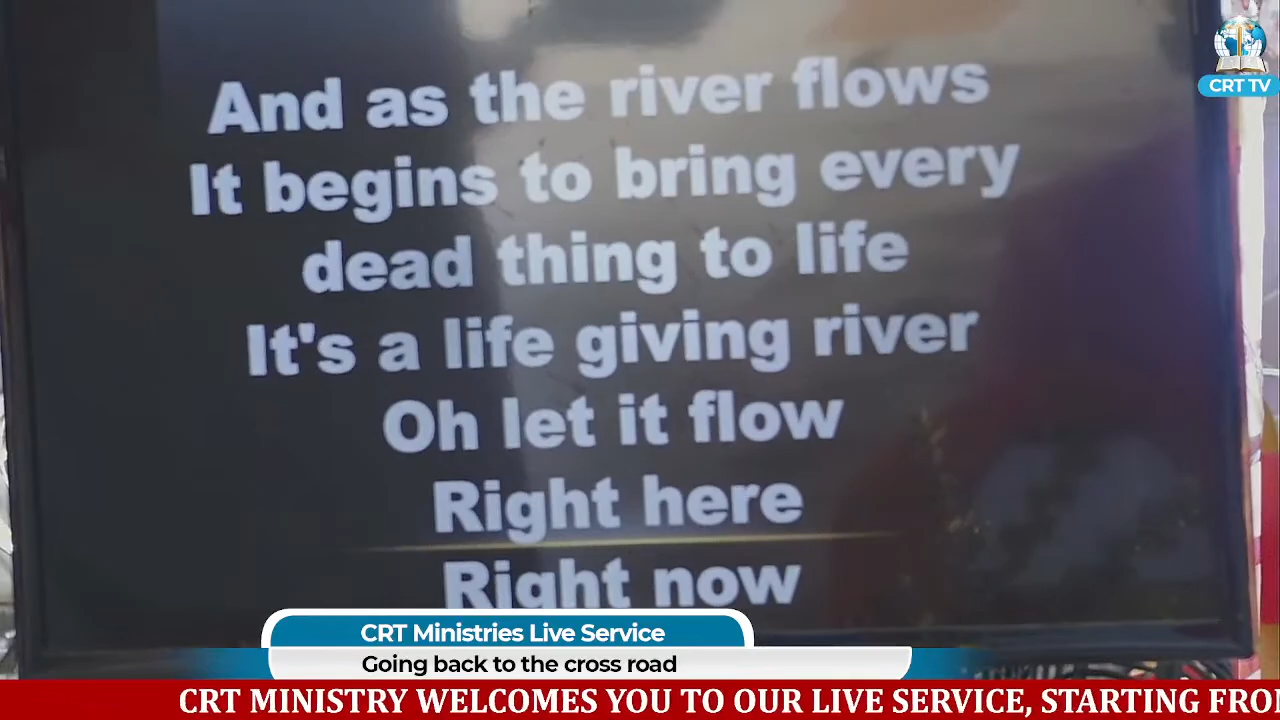 And as the river flows
It begins to bring every
dead thing to life
It's a life giving river
Oh let it flow
Right here
Right now
CRT TV
CRT Ministries Live Service
Going back to the cross road
CRT MINISTRY WELCOMES YOU TO OUR LIVE SERVICE, STARTING FROM